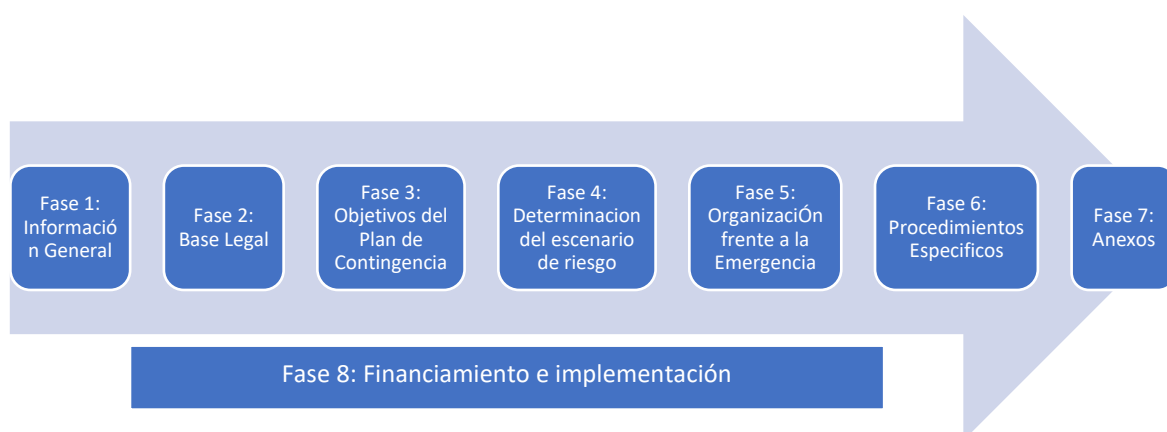 Fase 1:
Informació
n General
Fase 2:
Base Legal
Fase 3:
Objetivos del
Plan de
Contingencia
Fase 4:
Determinacion
del escenario
de riesgo
Fase 5:
OrganizaciÓn
frente a la
Emergencia
Fase 6:
Procedimientos
Especificos
Fase 7:
Anexos
Fase 8: Financiamiento e implementación